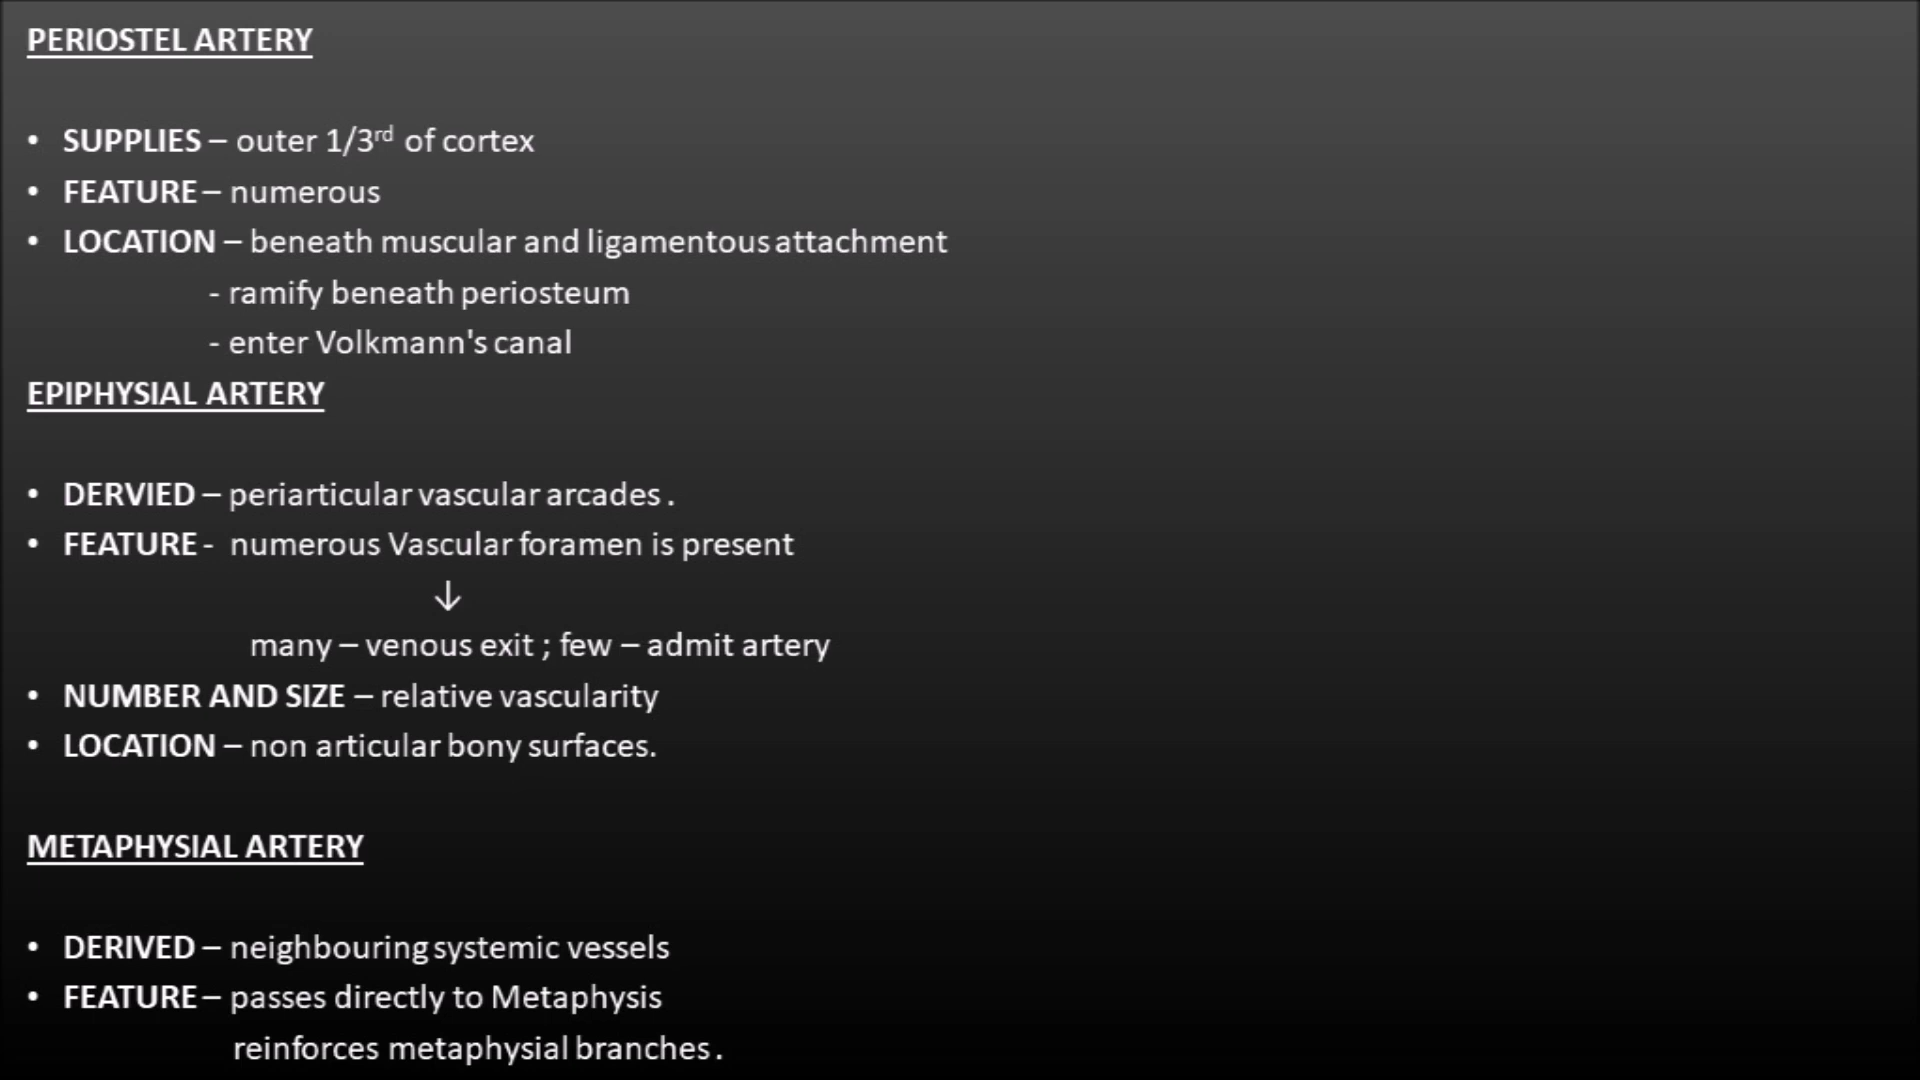 PERIOSTEL ARTERY
• SUPPLIES – outer 1/3rd of cortex
• FEATURE – numerous
• LOCATION – beneath muscular and ligamentous attachment
- ramify beneath periosteum
- enter Volkmann's canal
EPIPHYSIAL ARTERY
• DERVIED – periarticular vascular arcades .
• FEATURE - numerous Vascular foramen is present
↓
many – venous exit ; few – admit artery
• NUMBER AND SIZE – relative vascularity
• LOCATION – non articular bony surfaces.
METAPHYSIAL ARTERY
• DERIVED – neighbouring systemic vessels
• FEATURE – passes directly to Metaphysis
reinforces metaphysial branches .